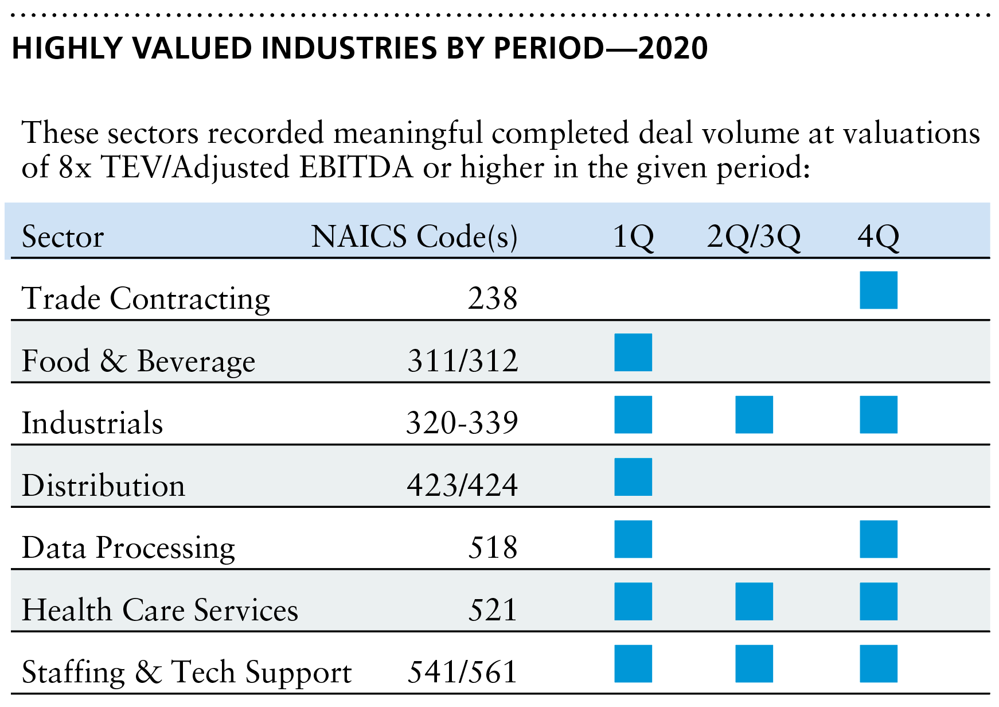 HIGHLY VALUED INDUSTRIES BY PERIOD—2020
These sectors recorded meaningful completed deal volume at valuations
of 8x TEV/Adjusted EBITDA or higher in the given period:
Sector NAICS Code(s) 1Q 2Q/3Q 4Q
Trade Contracting 238
Food & Beverage 311/312
Industrials 320-339
Distribution 423/424
Data Processing 518
Health Care Services 521
Staffing & Tech Support 541/561